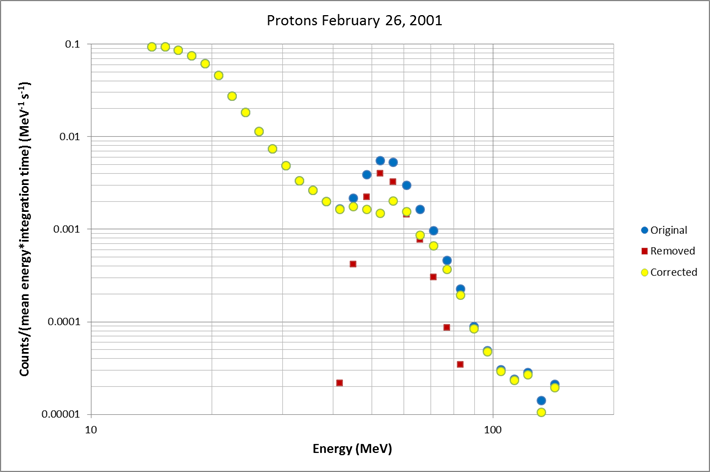 Protons February 26, 2001
Counts/(mean energy*integration time) (MeV-1 s-1)
0.1
0.01
0.001
0.0001
0.00001
10
100
Energy (MeV)
Original
Removed
Corrected